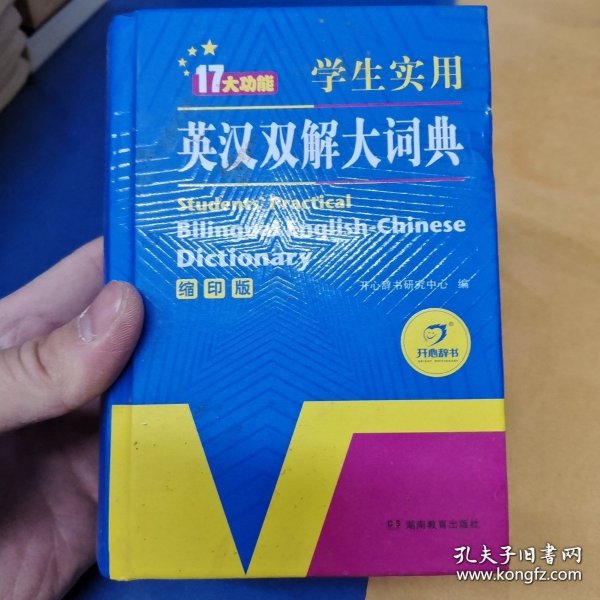 17大功能
学生实用
英汉双解大词典
Students' Practical
Bilingual English-Chinese
Dictionary
缩印版
开心辞书研究中心 编
开心辞书
湖南教育出版社
孔夫子旧书网
www.kongfz.com